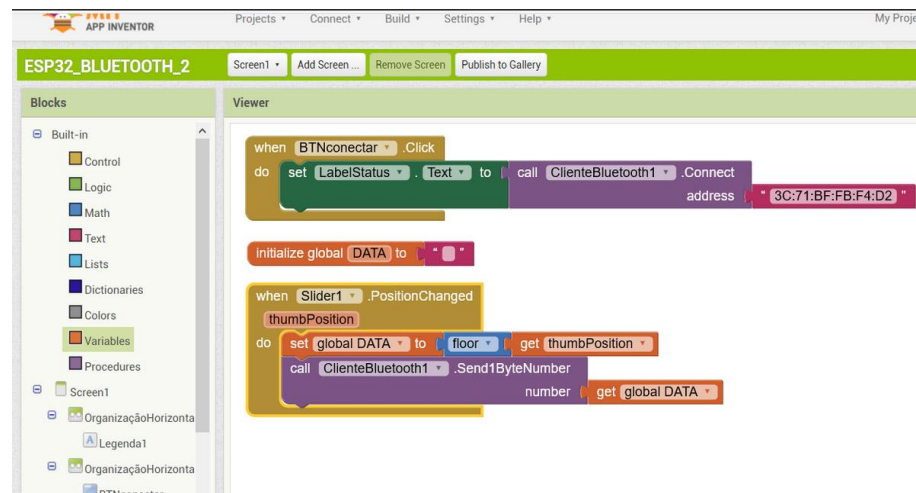 MIT
APP INVENTOR
Projects Connect Build Settings Help My Proje
ESP32_BLUETOOTH_2 Screen1 Add Screen ... Remove Screen Publish to Gallery
Blocks
Viewer
Built-in
Control
Logic
Math
Text
Lists
Dictionaries
Colors
Variables
Procedures
Screen1
OrganizaçãoHorizonta
Legenda1
OrganizaçãoHorizonta
BTNconectar
when BTNconectar .Click
do set LabelStatus . Text to call ClienteBluetooth1 .Connect
address " 3C:71:BF:FB:F4:D2 "
initialize global DATA to " "
when Slider1 .PositionChanged
thumbPosition
do set global DATA to floor get thumbPosition
call ClienteBluetooth1 .Send1ByteNumber
number get global DATA